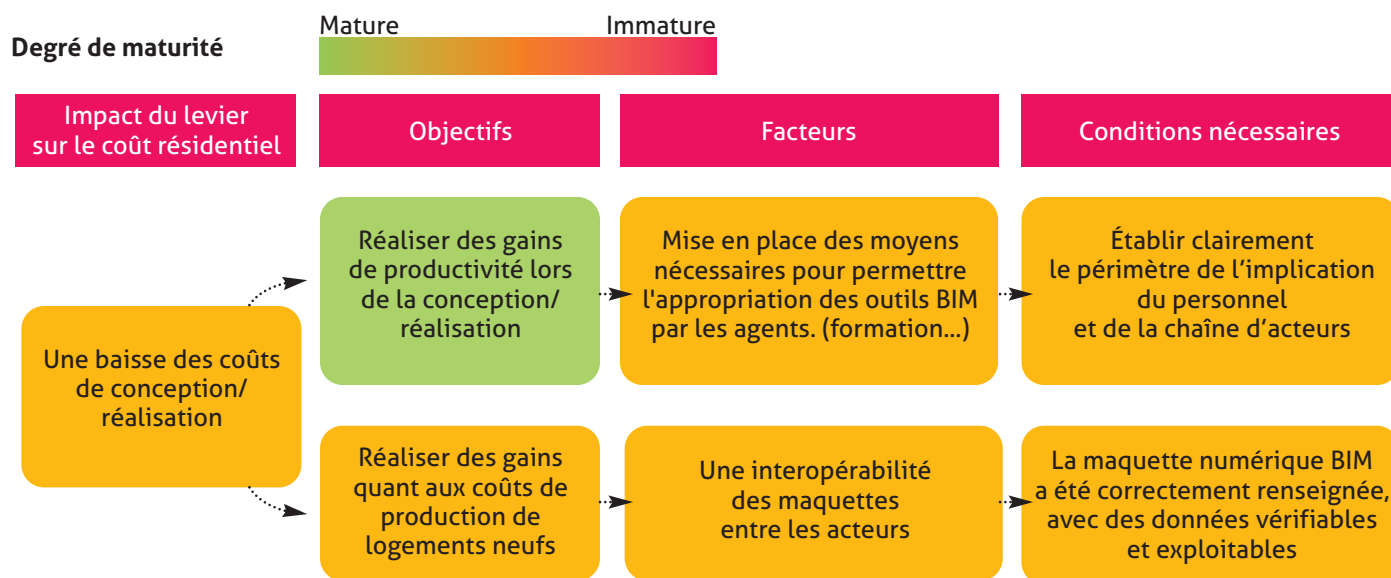 Mature
Immature
Degré de maturité
Impact du levier
sur le coût résidentiel
Objectifs
Facteurs
Conditions nécessaires
Une baisse des coûts
de conception/
réalisation
Réaliser des gains
de productivité lors
de la conception/
réalisation
Mise en place des moyens
nécessaires pour permettre
l'appropriation des outils BIM
par les agents. (formation...)
Établir clairement
le périmètre de l’implication
du personnel
et de la chaîne d’acteurs
Réaliser des gains
quant aux coûts de
production de
logements neufs
Une interopérabilité
des maquettes
entre les acteurs
La maquette numérique BIM
a été correctement renseignée,
avec des données vérifiables
et exploitables